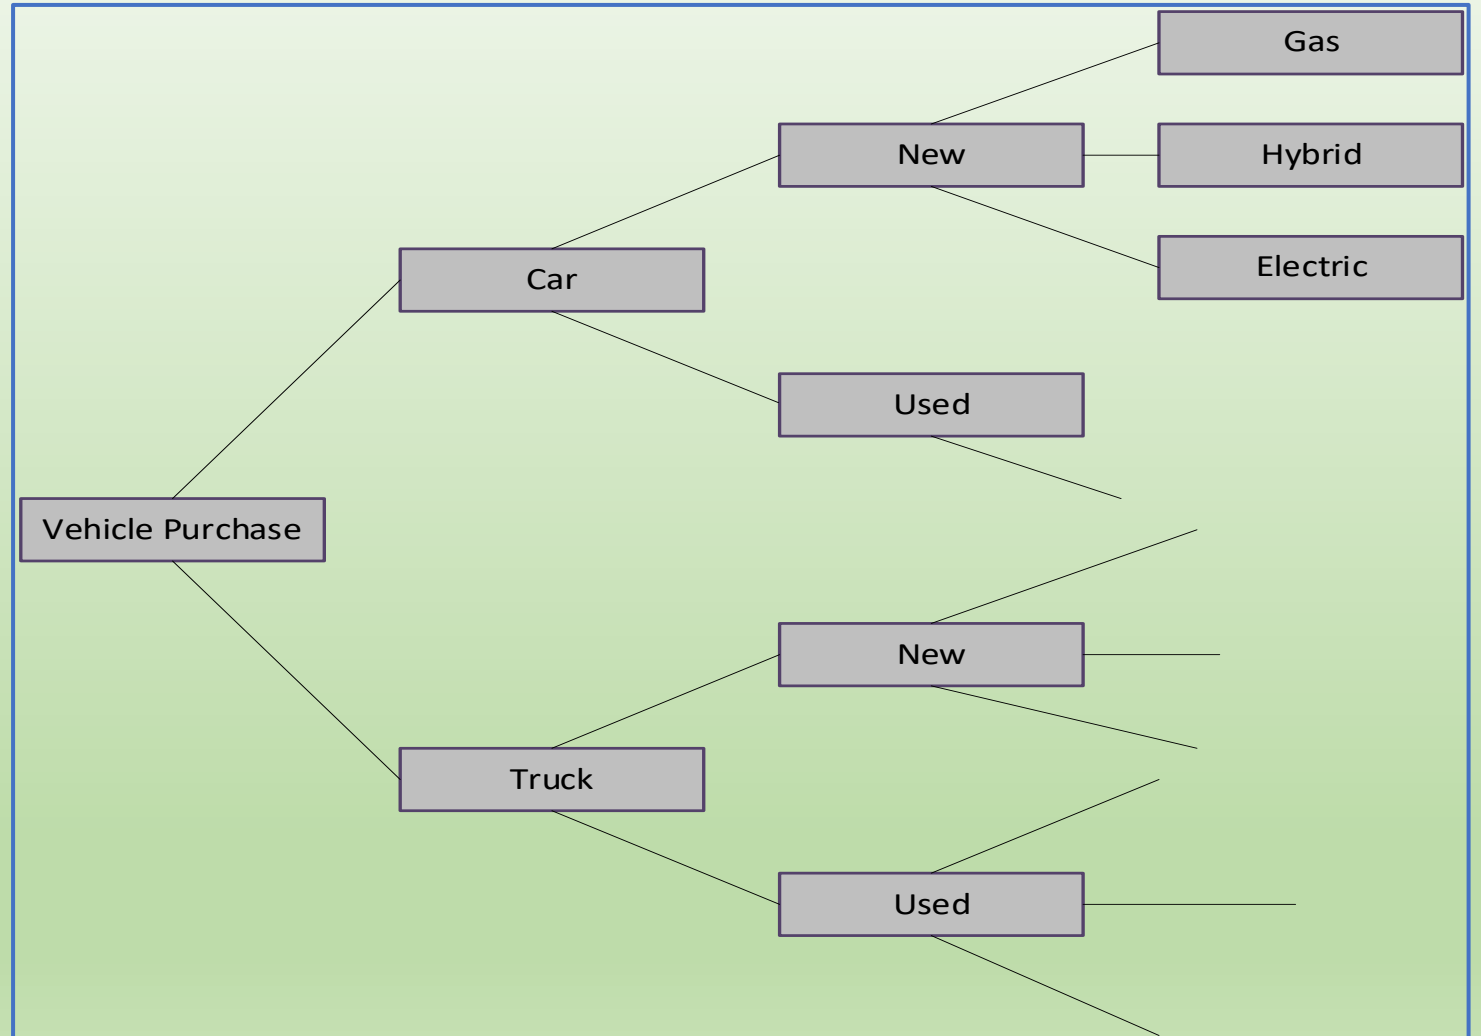 Gas
New
Hybrid
Electric
Car
Used
Vehicle Purchase
New
Truck
Used